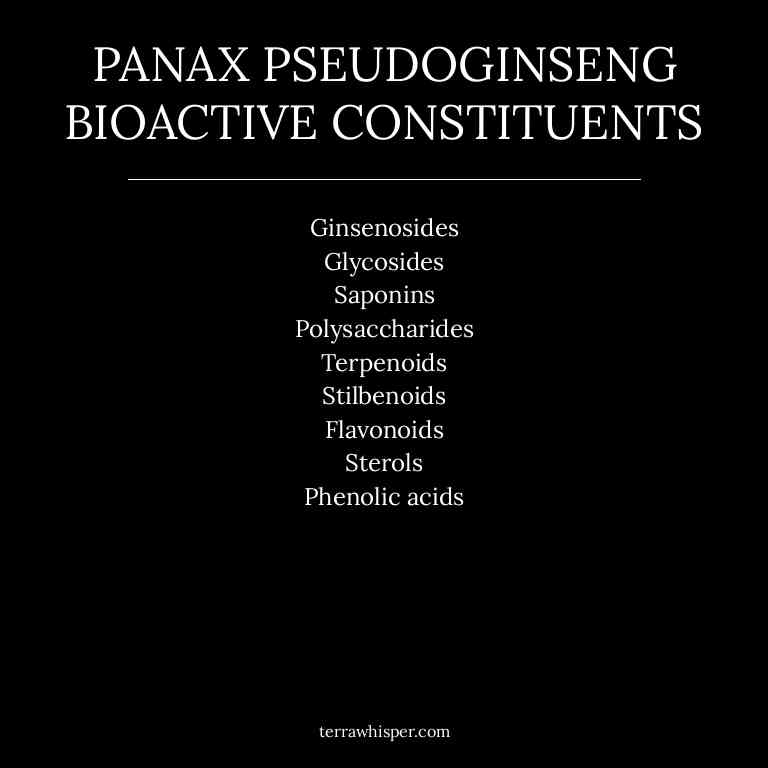 PANAX PSEUDOGINSENG
BIOACTIVE CONSTITUENTS
Ginsenosides
Glycosides
Saponins
Polysaccharides
Terpenoids
Stilbenoids
Flavonoids
Sterols
Phenolic acids
terrawhisper.com